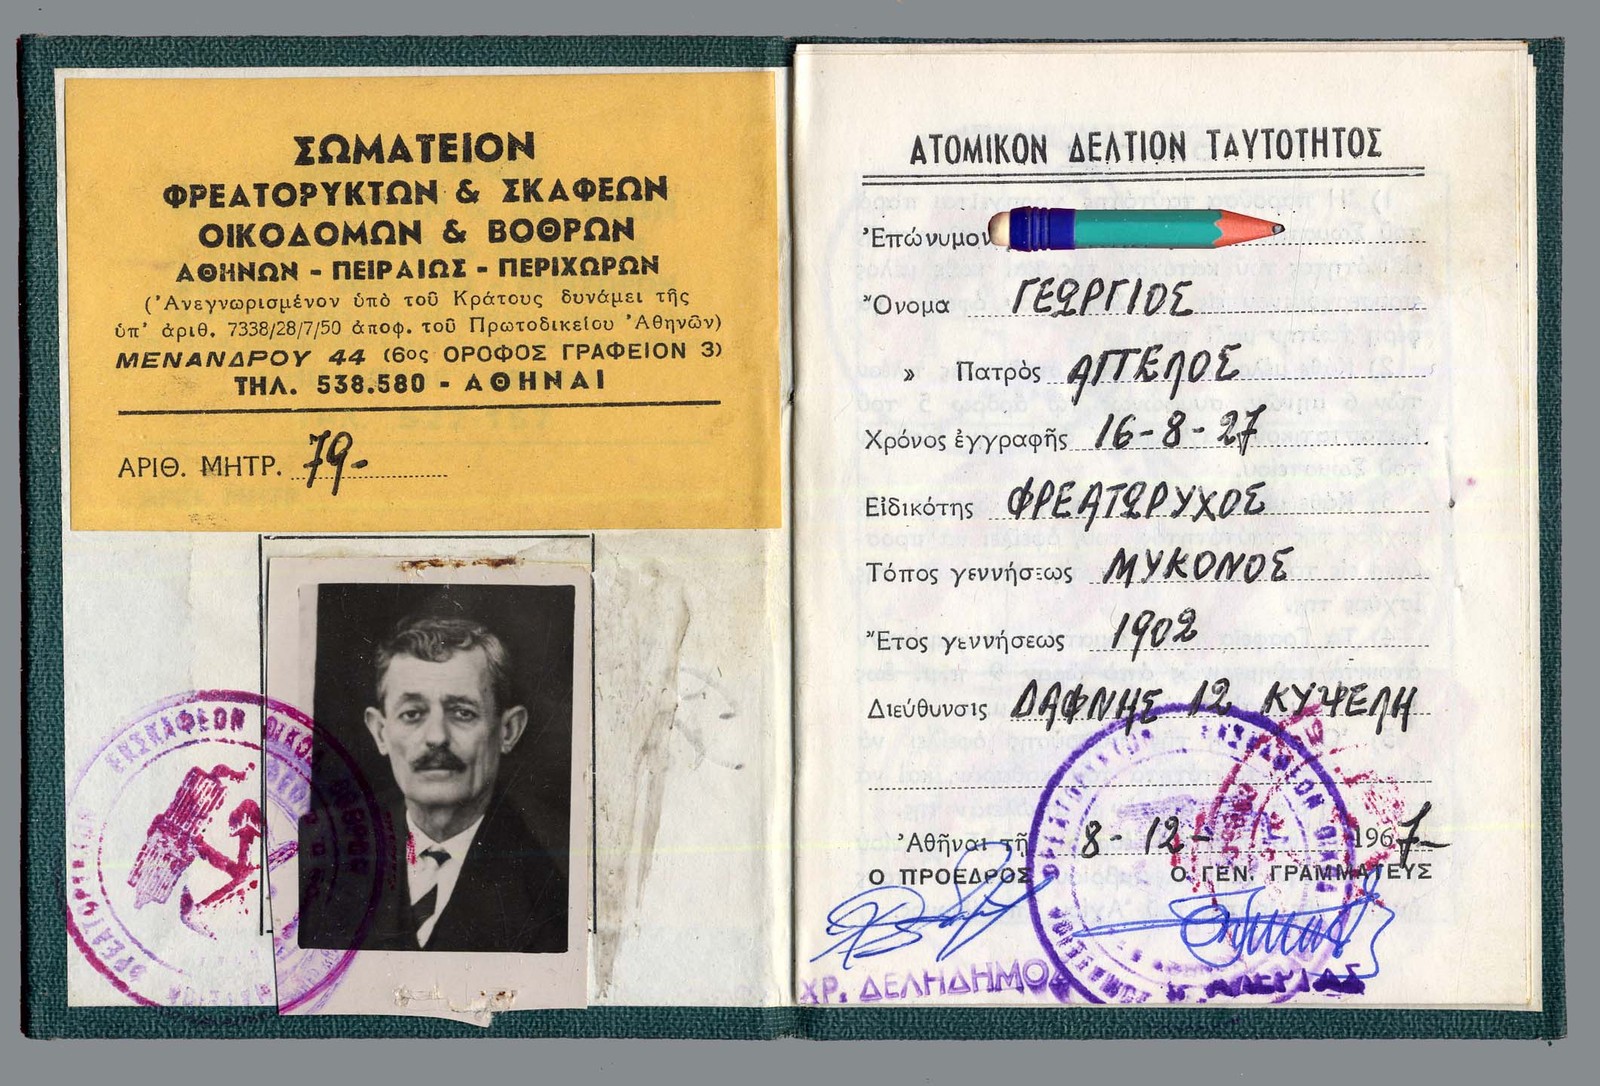 ΣΩΜΑΤΕΙΟΝ
ΦΡΕΑΤΟΡΥΚΤΩΝ & ΣΚΑΦΕΩΝ
ΟΙΚΟΔΟΜΩΝ & ΒΟΘΡΩΝ
ΑΘΗΝΩΝ - ΠΕΙΡΑΙΩΣ - ΠΕΡΙΧΩΡΩΝ
(Ἀνεγνωρισμένον ὑπὸ τοῦ Κράτους δυνάμει τῆς
ὑπ' ἀριθ. 7338/28/7/50 ἀποφ. τοῦ Πρωτοδικείου Ἀθηνῶν)
ΜΕΝΑΝΔΡΟΥ 44 (6ος ΟΡΟΦΟΣ ΓΡΑΦΕΙΟΝ 3)
ΤΗΛ. 538.580 - ΑΘΗΝΑΙ
ΑΡΙΘ. ΜΗΤΡ. 79-
ΕΚΣΚΑΦΕΩΝ
ΑΤΟΜΙΚΟΝ ΔΕΛΤΙΟΝ ΤΑΥΤΟΤΗΤΟΣ
Ἐπώνυμον
Ὄνομα ΓΕΩΡΓΙΟΣ
» Πατρὸς ΑΓΓΕΛΟΣ
Χρόνος ἐγγραφῆς 16-8-27
Εἰδικότης ΦΡΕΑΤΩΡΥΧΟΣ
Τόπος γεννήσεως ΜΥΚΟΝΟΣ
Ἔτος γεννήσεως 1902
Διεύθυνσις ΔΑΦΝΗΣ 12 ΚΥΨΕΛΗ
Ἀθῆναι τῇ 8-12- 1967-
Ο ΠΡΟΕΔΡΟΣ Ο ΓΕΝ. ΓΡΑΜΜΑΤΕΥΣ
ΧΡ. ΔΕΛΗΔΗΜΟΣ